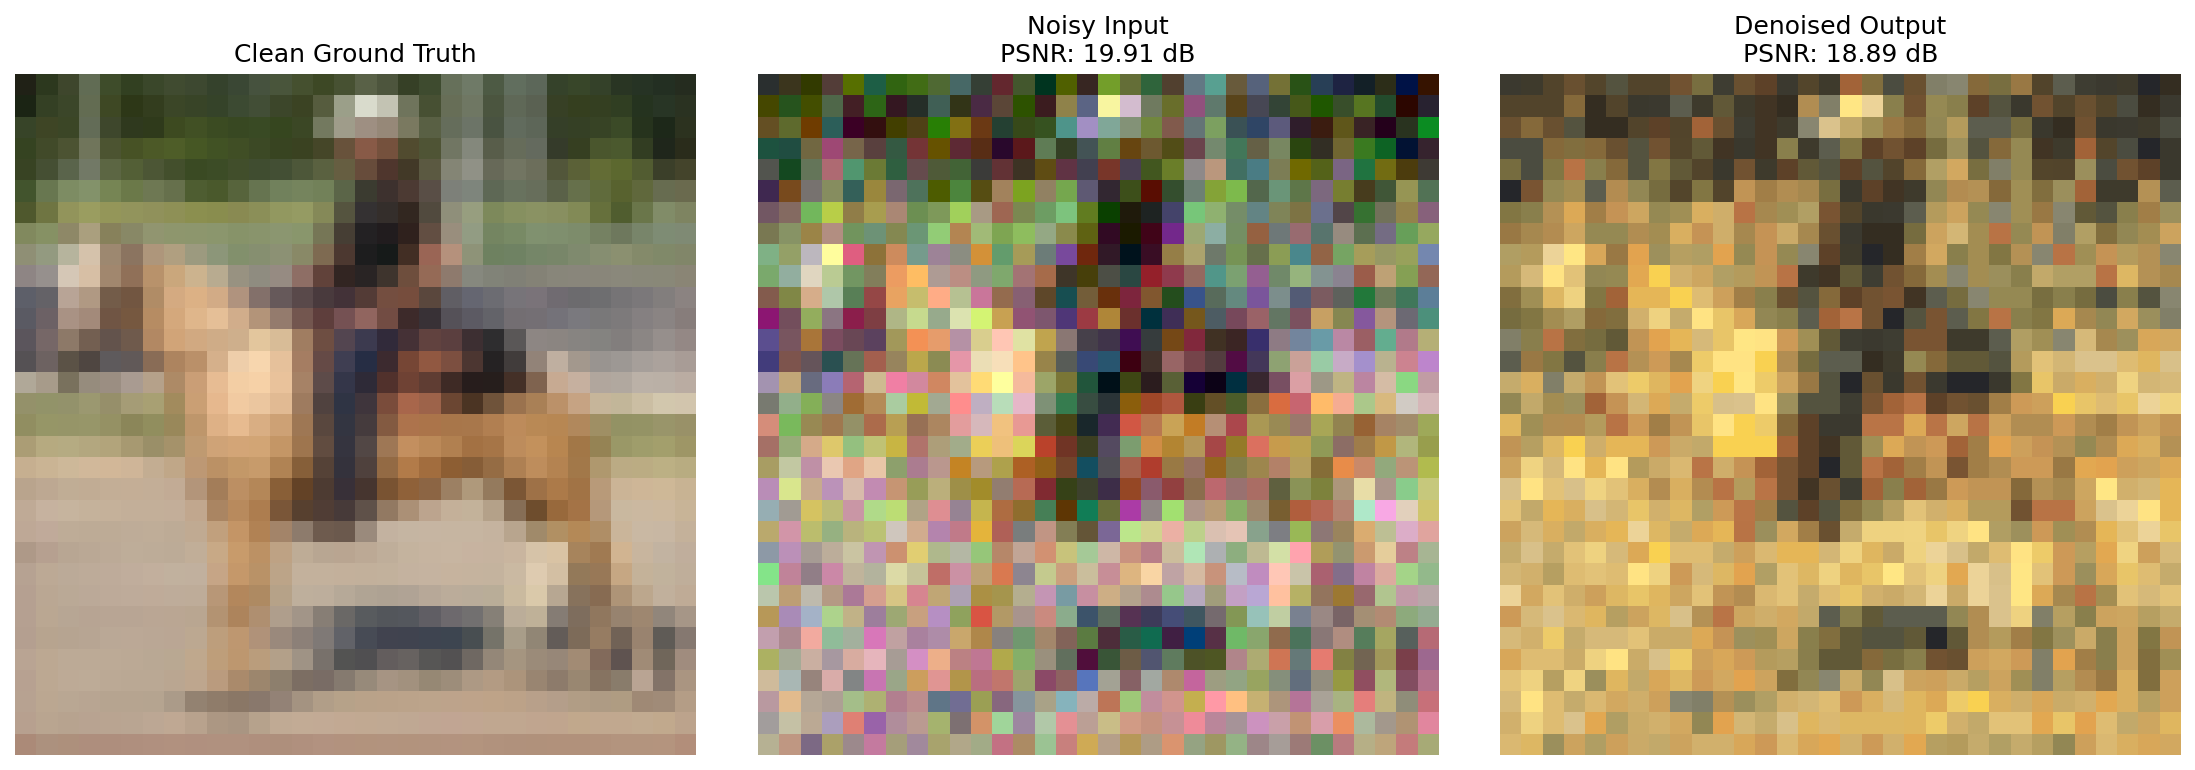 Clean Ground Truth
Noisy Input
PSNR: 19.91 dB
Denoised Output
PSNR: 18.89 dB